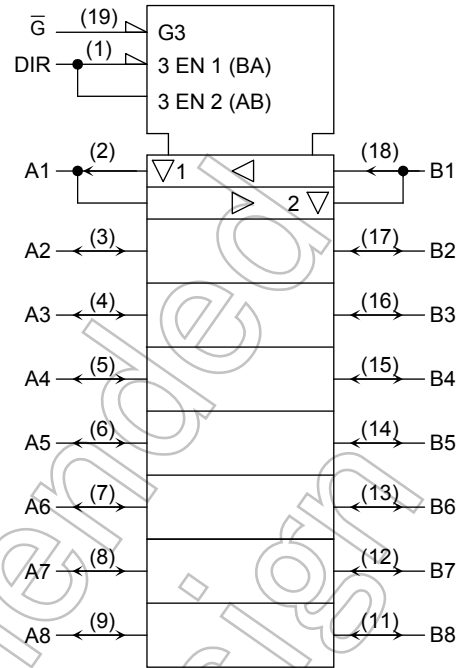 G̅ (19) G3
DIR (1) 3 EN 1 (BA)
3 EN 2 (AB)
A1 (2) 1 (18) B1
2
A2 (3) (17) B2
A3 (4) (16) B3
A4 (5) (15) B4
A5 (6) (14) B5
A6 (7) (13) B6
A7 (8) (12) B7
A8 (9) (11) B8
ended
sign